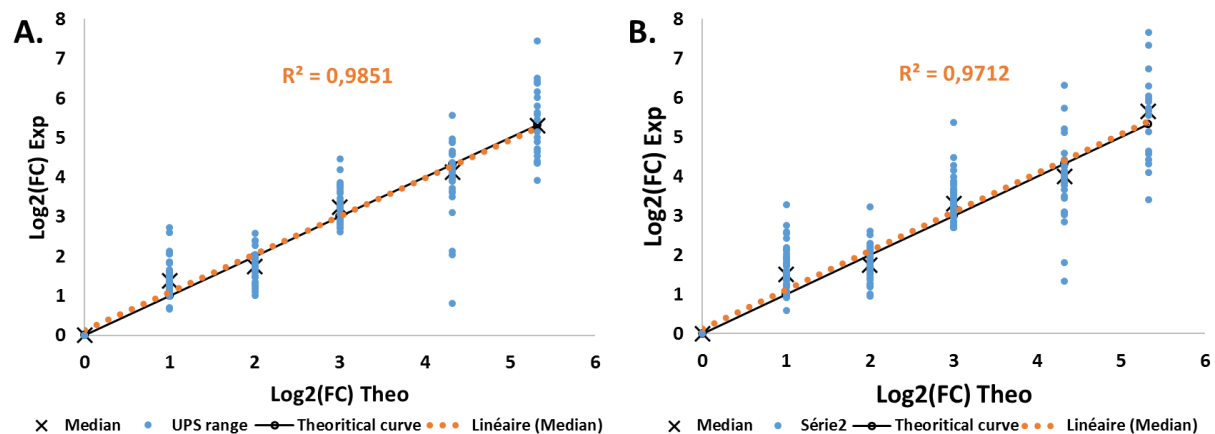 A.
R² = 0,9851
Log2(FC) Exp
8
7
6
5
4
3
2
1
0
0 1 2 3 4 5 6
Log2(FC) Theo
Median UPS range Theoritical curve Linéaire (Median)
B.
R² = 0,9712
Log2(FC) Exp
8
7
6
5
4
3
2
1
0
0 1 2 3 4 5 6
Log2(FC) Theo
Median Série2 Theoritical curve Linéaire (Median)